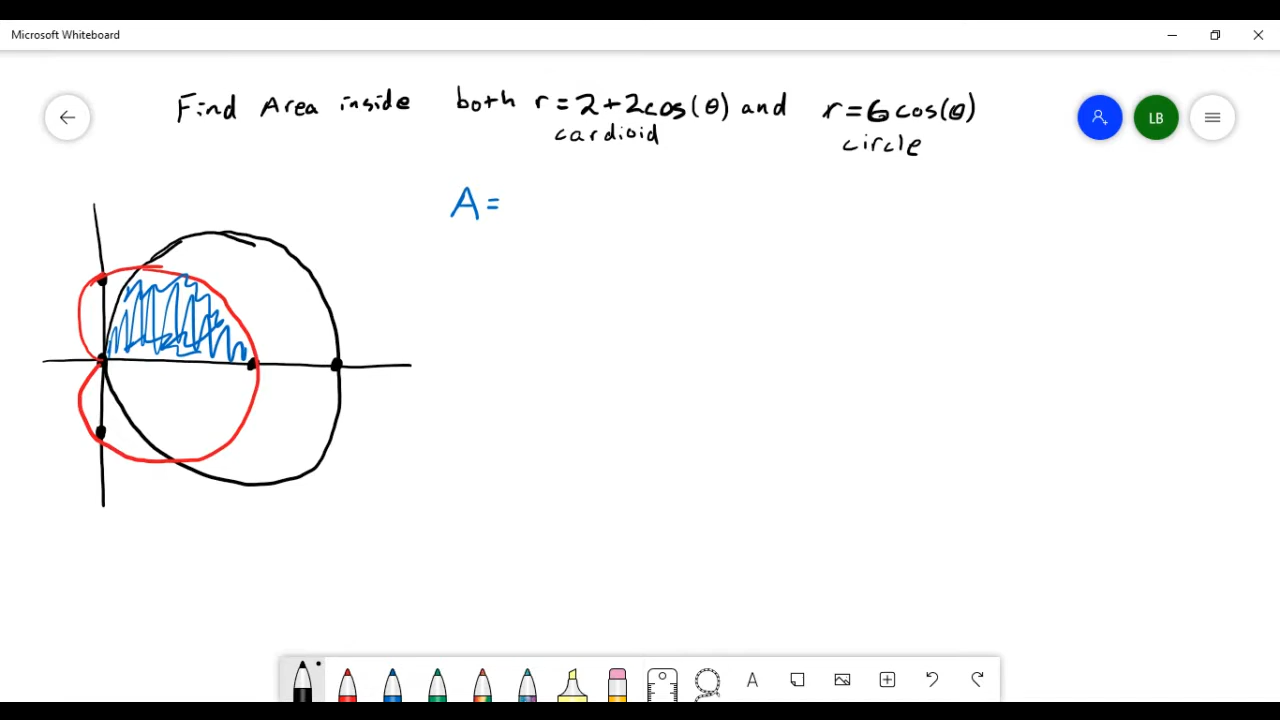 Microsoft Whiteboard
Find Area inside both r=2+2cos(θ) and r=6cos(θ)
cardioid circle
LB
A=
A